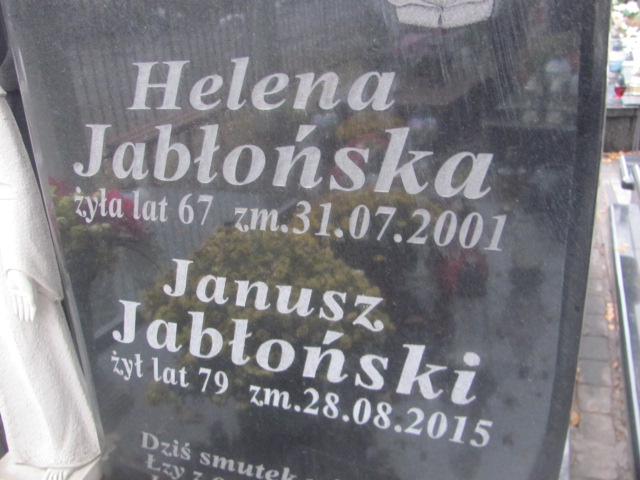 Helena
Jabłońska
żyła lat 67 zm.31.07.2001
Janusz
Jabłoński
żył lat 79 zm.28.08.2015
Dziś smutek
Łzy z